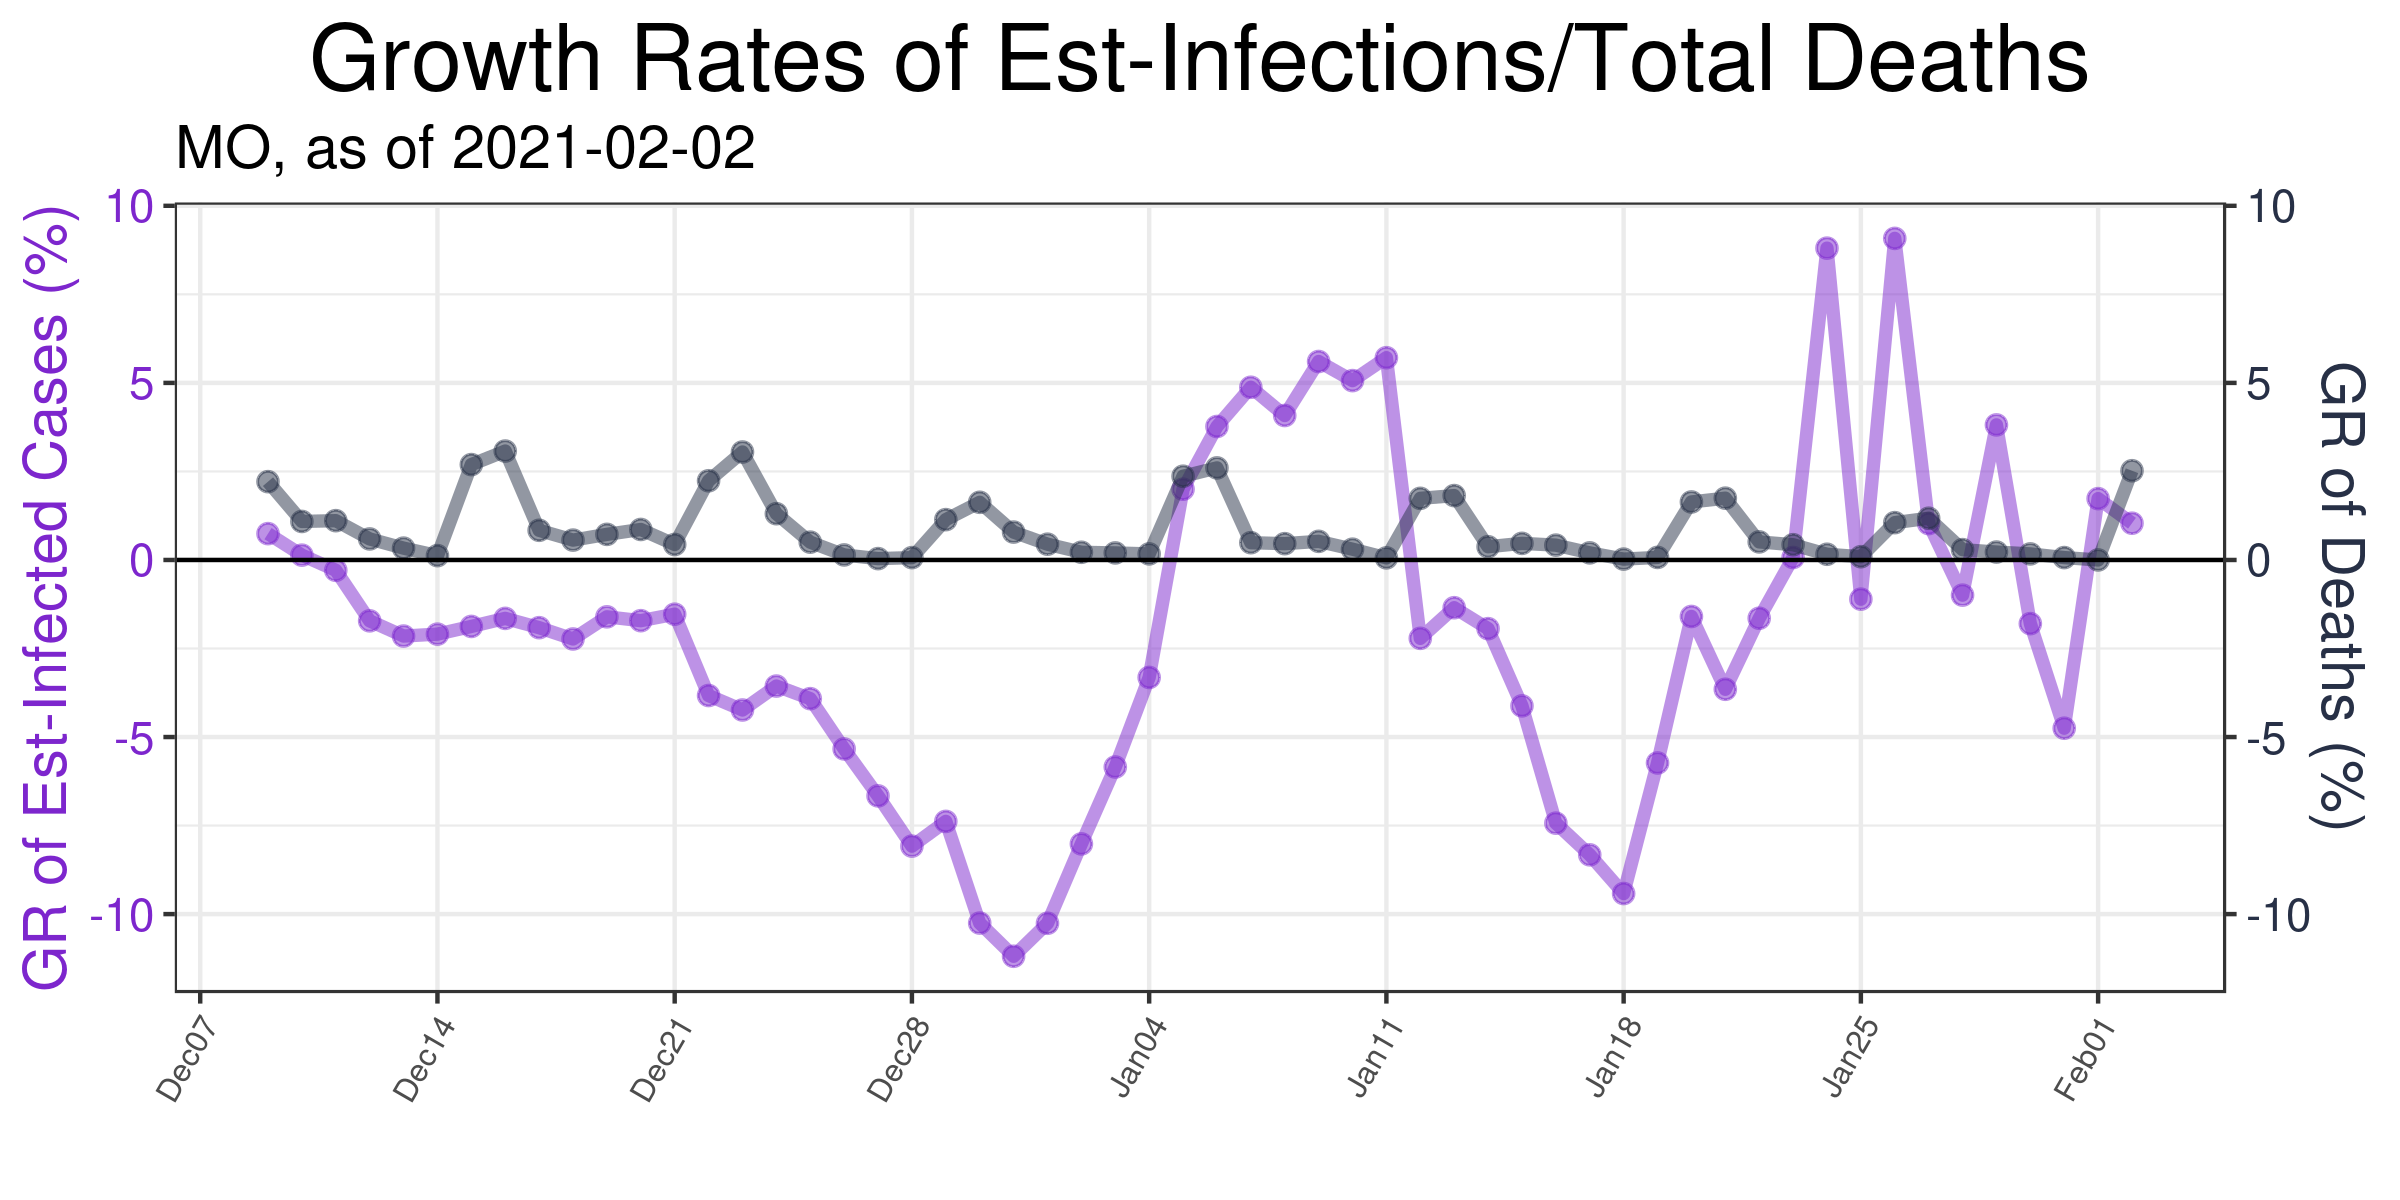 Growth Rates of Est-Infections/Total Deaths
MO, as of 2021-02-02
GR of Est-Infected Cases (%)
10
5
0
-5
-10
10
5
0
-5
-10
GR of Deaths (%)
Dec07
Dec14
Dec21
Dec28
Jan04
Jan11
Jan18
Jan25
Feb01